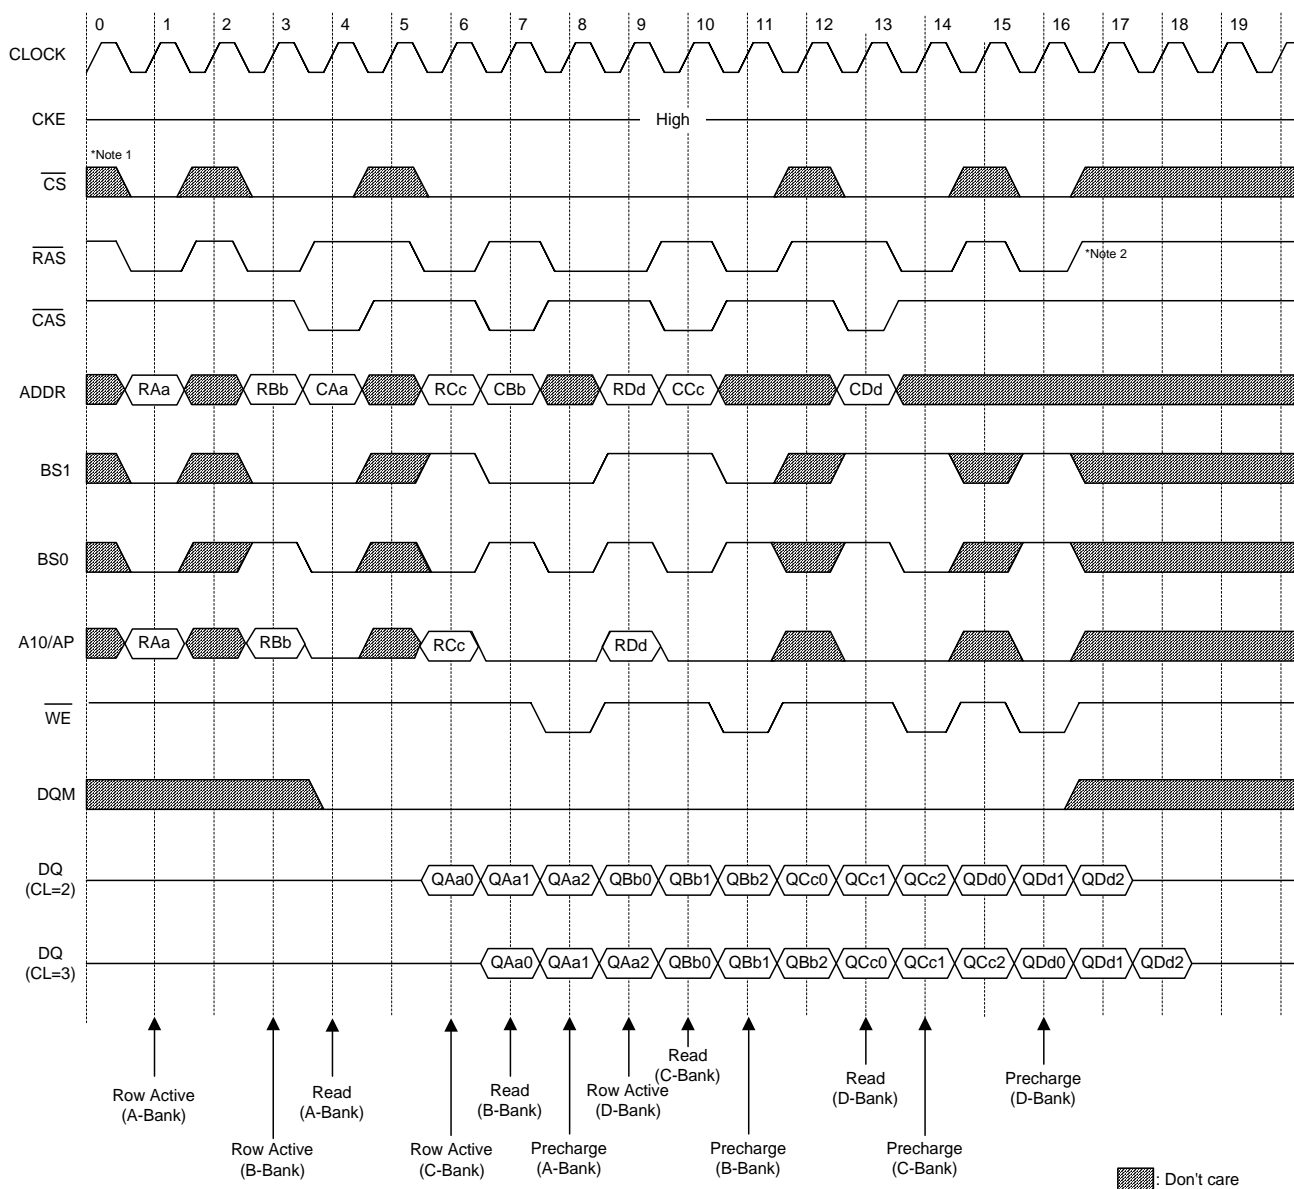 0 1 2 3 4 5 6 7 8 9 10 11 12 13 14 15 16 17 18 19
CLOCK
CKE High
*Note 1
CS
RAS *Note 2
CAS
ADDR RAa RBb CAa RCc CBb RDd CCc CDd
BS1
BS0
A10/AP RAa RBb RCc RDd
WE
DQM
DQ
(CL=2) QAa0 QAa1 QAa2 QBb0 QBb1 QBb2 QCc0 QCc1 QCc2 QDd0 QDd1 QDd2
DQ
(CL=3) QAa0 QAa1 QAa2 QBb0 QBb1 QBb2 QCc0 QCc1 QCc2 QDd0 QDd1 QDd2
Row Active
(A-Bank)
Row Active
(B-Bank)
Read
(A-Bank)
Row Active
(C-Bank)
Read
(B-Bank)
Precharge
(A-Bank)
Row Active
(D-Bank)
Read
(C-Bank)
Precharge
(B-Bank)
Read
(D-Bank)
Precharge
(C-Bank)
Precharge
(D-Bank)
: Don't care